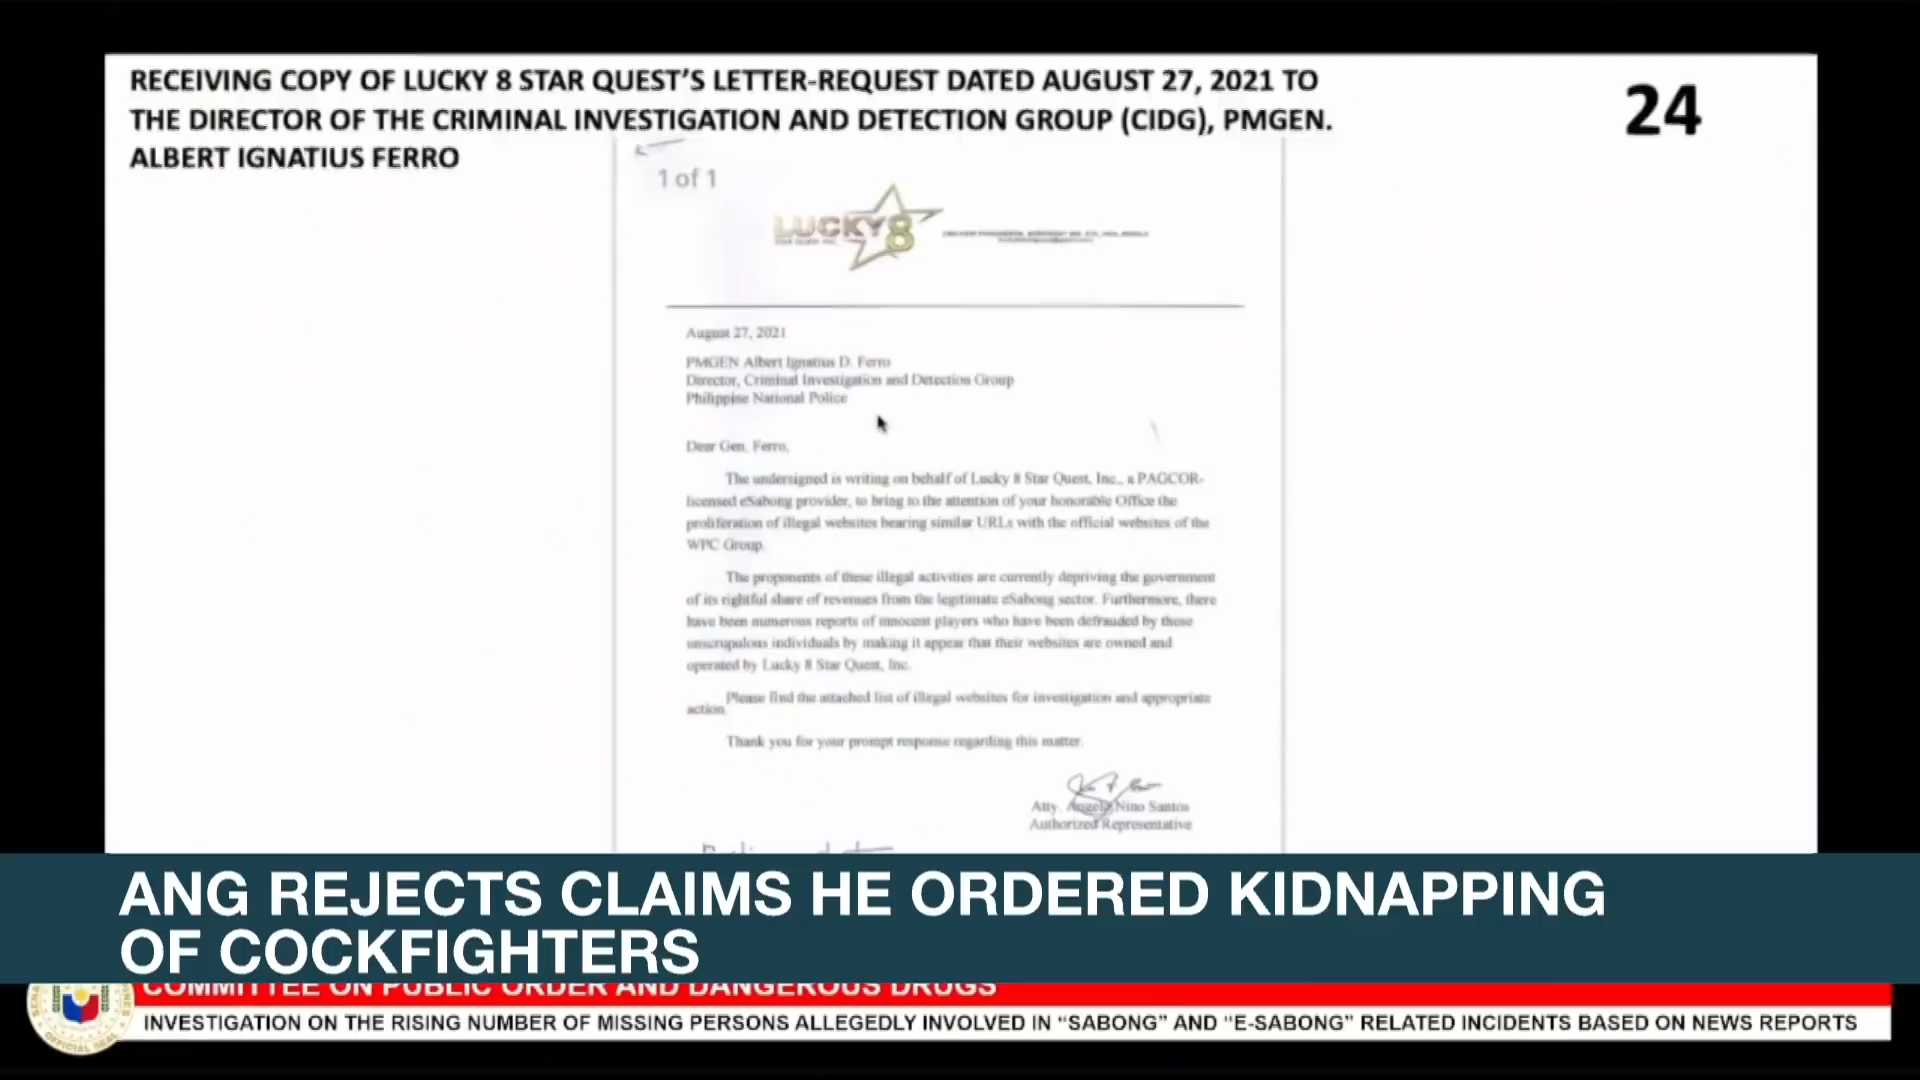 RECEIVING COPY OF LUCKY 8 STAR QUEST'S LETTER-REQUEST DATED AUGUST 27, 2021 TO
THE DIRECTOR OF THE CRIMINAL INVESTIGATION AND DETECTION GROUP (CIDG), PMGEN.
ALBERT IGNATIUS FERRO
24
1 of 1
LUCKY 8
STAR QUEST INC.
August 27, 2021
PMGEN Albert Ignatius D. Ferro
Director, Criminal Investigation and Detection Group
Philippine National Police
Dear Gen. Ferro,
The undersigned is writing on behalf of Lucky 8 Star Quest, Inc., a PAGCOR-
licensed eSabong provider, to bring to the attention of your honorable Office the
proliferation of illegal websites bearing similar URLs with the official websites of the
WPC Group.
The proponents of these illegal activities are currently depriving the government
of its rightful share of revenues from the legitimate eSabong sector. Furthermore, there
have been numerous reports of innocent players who have been defrauded by these
unscrupulous individuals by making it appear that their websites are owned and
operated by Lucky 8 Star Quest, Inc.
Please find the attached list of illegal websites for investigation and appropriate
action.
Thank you for your prompt response regarding this matter.
Atty. Angelo Nino Santos
Authorized Representative
ANG REJECTS CLAIMS HE ORDERED KIDNAPPING
OF COCKFIGHTERS
COMMITTEE ON PUBLIC ORDER AND DANGEROUS DRUGS
INVESTIGATION ON THE RISING NUMBER OF MISSING PERSONS ALLEGEDLY INVOLVED IN "SABONG" AND "E-SABONG" RELATED INCIDENTS BASED ON NEWS REPORTS
OFFICIAL SEAL